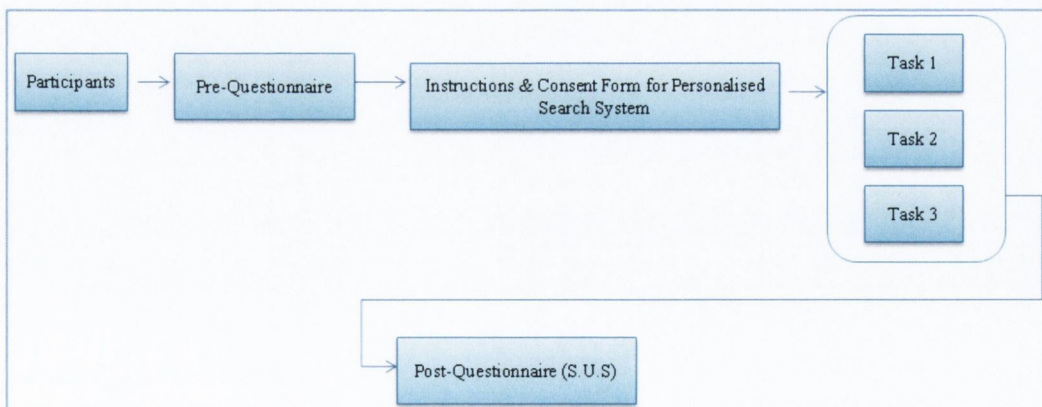 Participants
Pre-Questionnaire
Instructions & Consent Form for Personalised
Search System
Task 1
Task 2
Task 3
Post-Questionnaire (S.U.S)